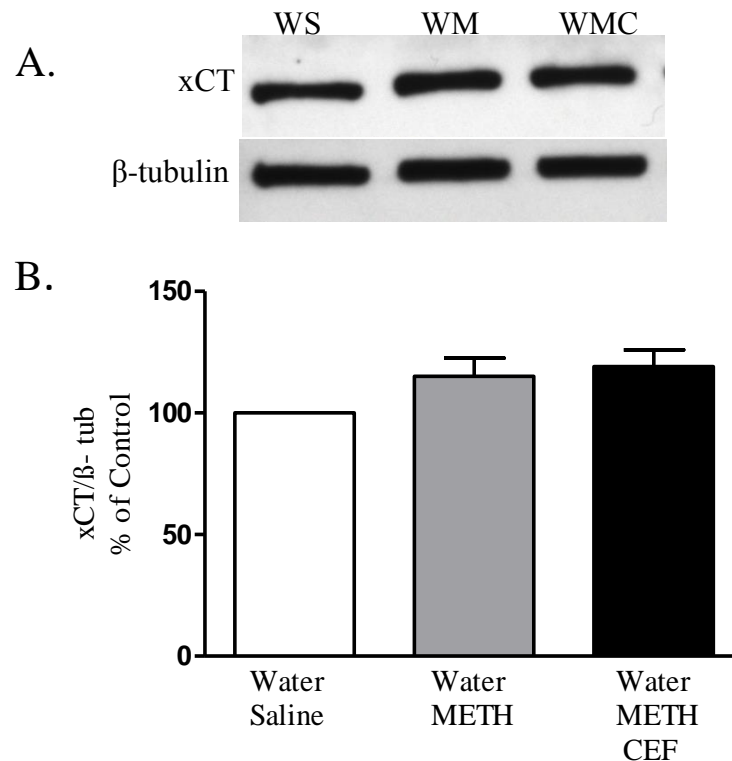 WS WM WMC
A.
xCT
β-tubulin
B.
150
100
50
0
xCT/ß- tub
% of Control
Water
Saline
Water
METH
Water
METH
CEF